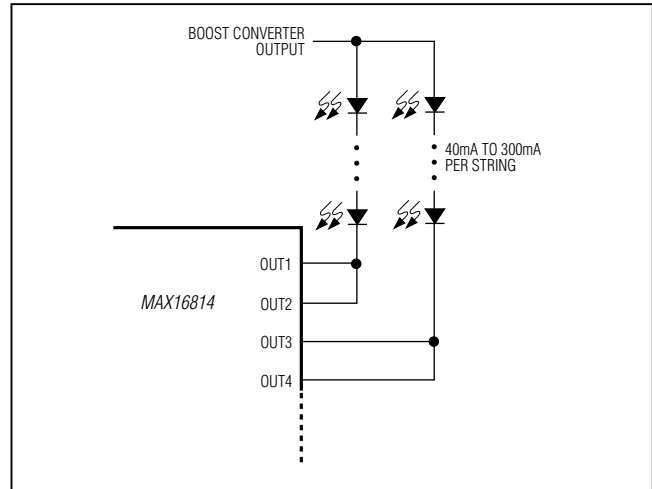 BOOST CONVERTER
OUTPUT
40mA TO 300mA
PER STRING
OUT1
MAX16814
OUT2
OUT3
OUT4